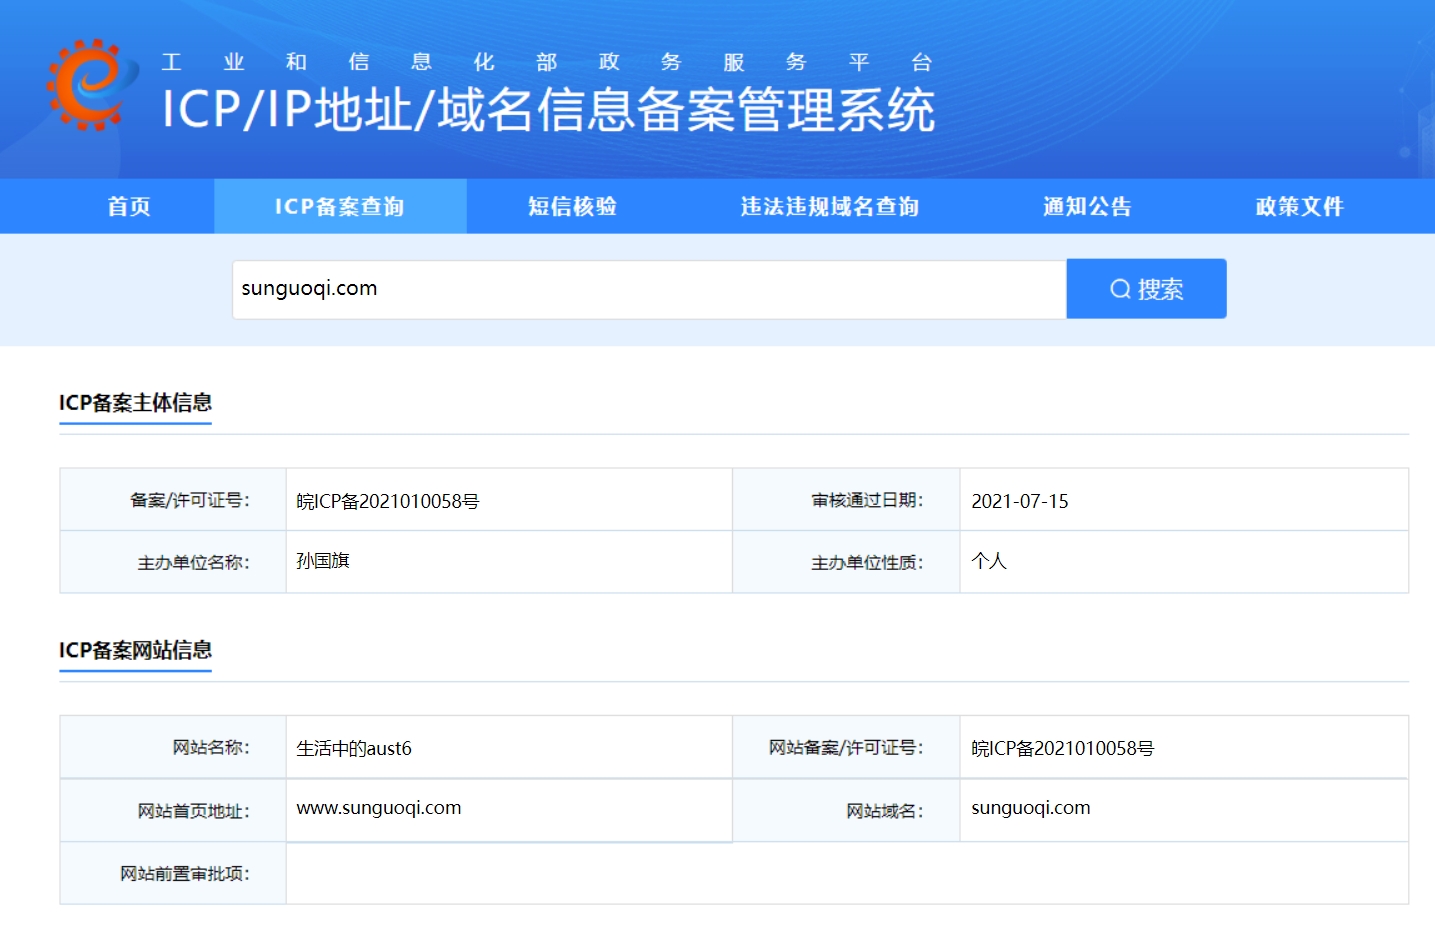 工业和信息化部政务服务平台
ICP/IP地址/域名信息备案管理系统
首页 ICP备案查询 短信核验 违法违规域名查询 通知公告 政策文件
sunguoqi.com 搜索
ICP备案主体信息
备案/许可证号: 皖ICP备2021010058号 审核通过日期: 2021-07-15
主办单位名称: 孙国旗 主办单位性质: 个人
ICP备案网站信息
网站名称: 生活中的aust6 网站备案/许可证号: 皖ICP备2021010058号
网站首页地址: www.sunguoqi.com 网站域名: sunguoqi.com
网站前置审批项: